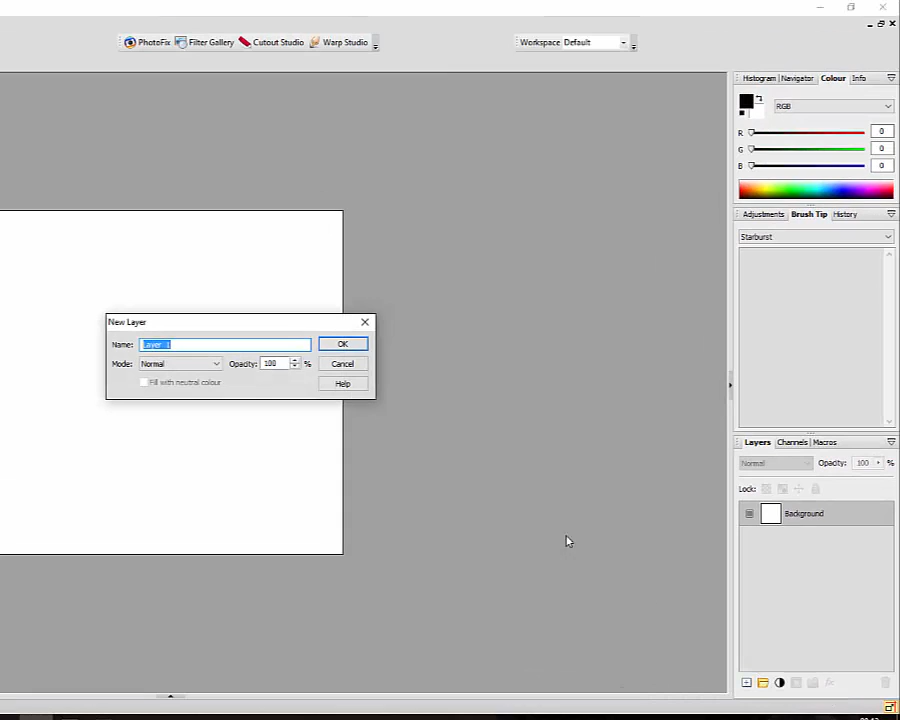 PhotoFix Filter Gallery Cutout Studio Warp Studio Workspace Default
Histogram Navigator Colour Info
RGB
R 0
G 0
B 0
Adjustments Brush Tip History
Starburst
New Layer
Name: Layer 1 OK
Mode: Normal Opacity: 100 % Cancel
Fill with neutral colour Help
Layers Channels Macros
Normal Opacity: 100 %
Lock:
Background
fx